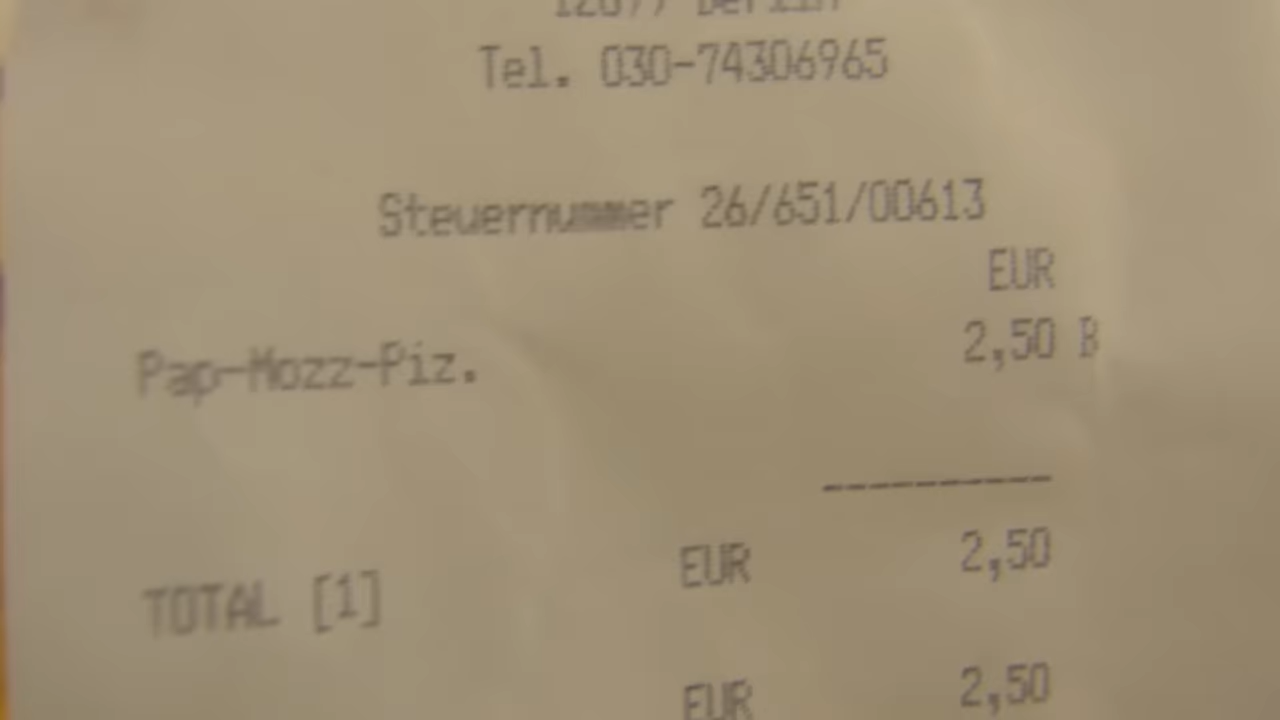 Berlin
Tel. 030-74306965
Steuernummer 26/651/00613
EUR
Pap-Mozz-Piz. 2,50 B
----------
TOTAL [1] EUR 2,50
EUR 2,50